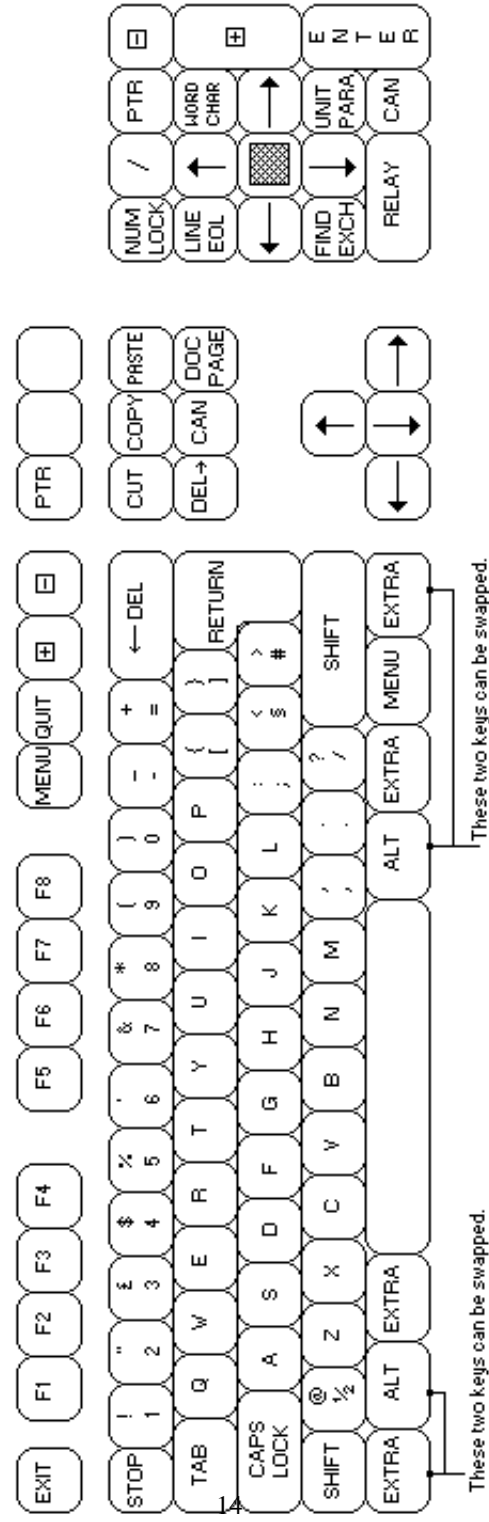 EXIT F1 F2 F3 F4 F5 F6 F7 F8 MENU QUIT ⊞ ⊟ PTR
! " £ $ % ' & * ( ) – +
STOP 1 2 3 4 5 6 7 8 9 0 - = ← DEL CUT COPY PASTE NUM LOCK / PTR ⊟
{ }
TAB Q W E R T Y U I O P [ ] RETURN DEL→ CAN DOC PAGE LINE EOL ↑ WORD CHAR ⊞
: < >
CAPS LOCK A S D F G H J K L ; § # ← →
@ , . ?
SHIFT ½ Z X C V B N M , . / SHIFT ↑ FIND EXCH ↓ UNIT PARA ENTER
EXTRA ALT EXTRA ALT EXTRA MENU EXTRA ← ↓ → RELAY CAN
These two keys can be swapped. These two keys can be swapped.
14